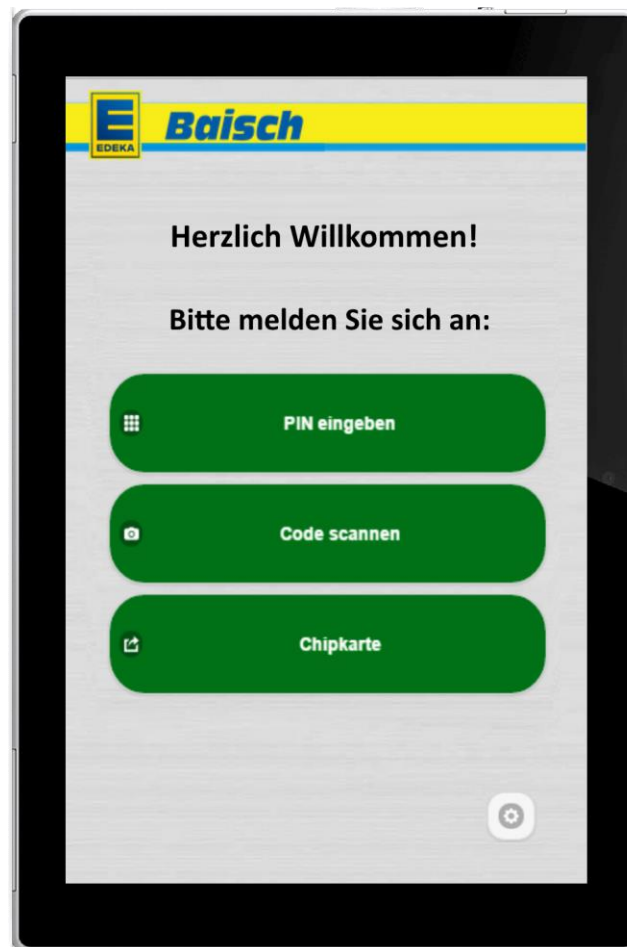 EDEKA
Baisch
Herzlich Willkommen!
Bitte melden Sie sich an:
PIN eingeben
Code scannen
Chipkarte